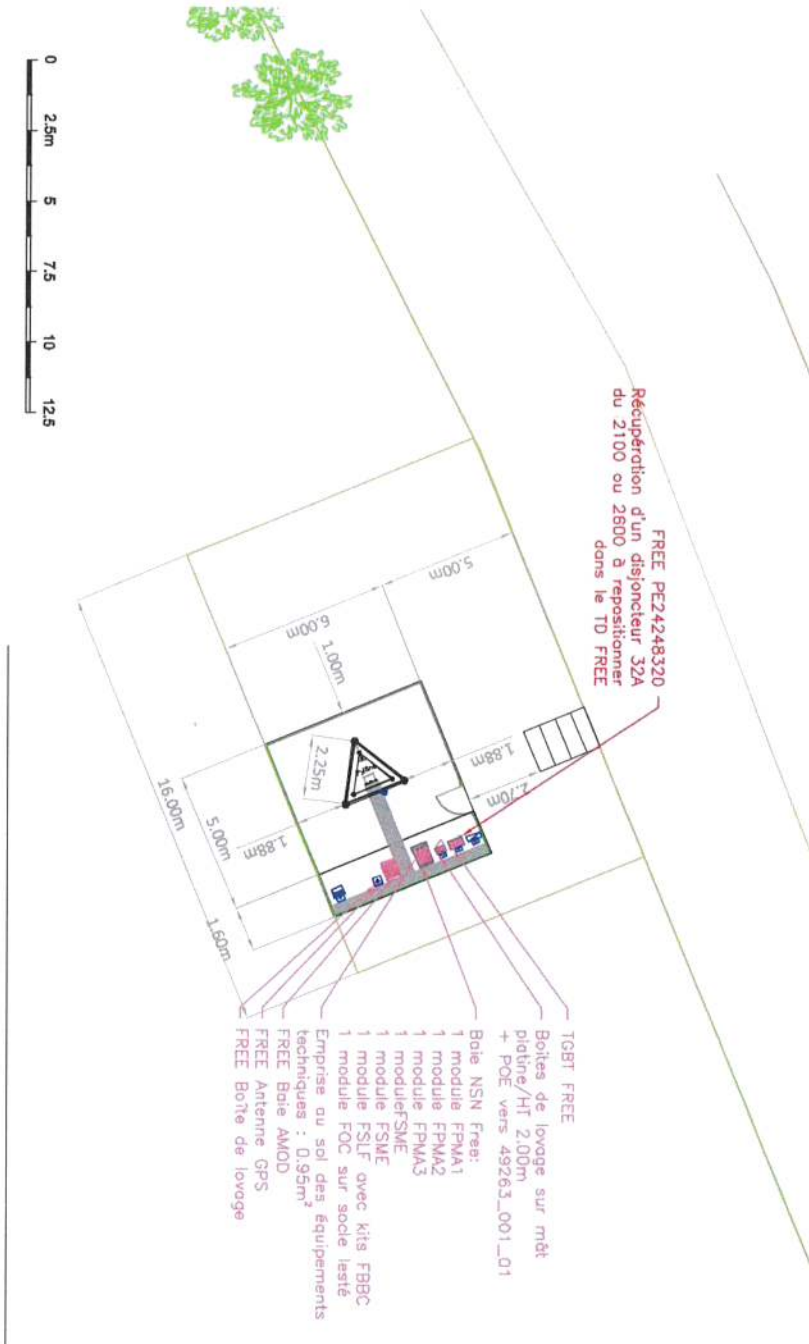 0
2.5m
5
7.5
10
12.5
FREE PE24248320
Récupération d'un disjoncteur 32A
du 2100 ou 2600 à repositionner
dans le TD FREE
5.00m
6.00m
1.00m
2.25m
1.88m
2.70m
1.88m
5.00m
16.00m
1.60m
TGBT FREE
Boîtes de lovage sur mât
platine/HT 2,00m
+ POE vers 49263_001_01
Baie NSN Free:
1 module FPMA1
1 module FPMA2
1 module FPMA3
1 moduleFSME
1 module FSME
1 module FSLF avec kits FBBC
1 module FOC sur socle lesté
Emprise au sol des équipements
techniques : 0.95m²
FREE Baie AMOD
FREE Antenne GPS
FREE Boîte de lovage